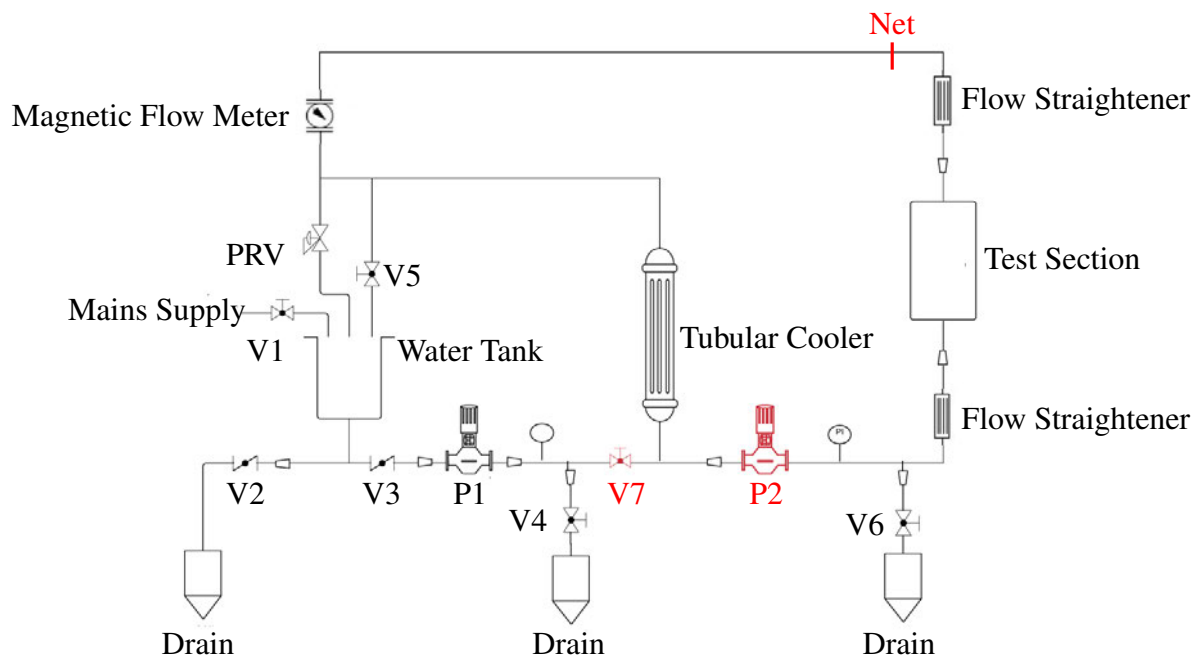 Net
Magnetic Flow Meter
Flow Straightener
PRV
V5
Test Section
Mains Supply
V1
Water Tank
Tubular Cooler
Flow Straightener
PI
V2
V3
P1
V7
P2
V4
V6
Drain
Drain
Drain